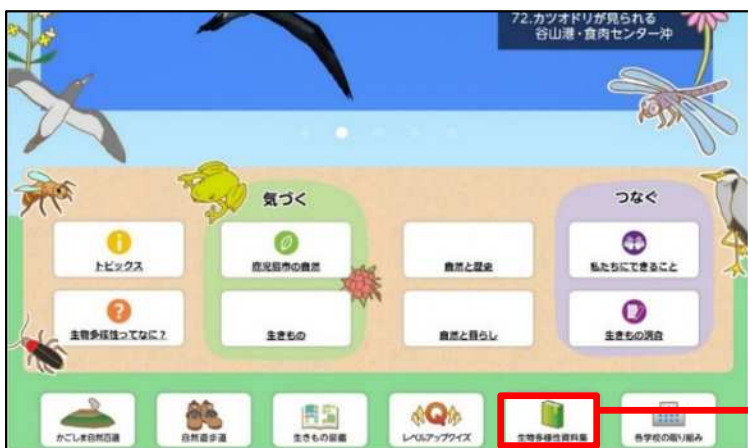 72.カツオドリが見られる
谷山港・食肉センター沖
気づく
つなぐ
トピックス
鹿児島市の自然
自然と歴史
私たちにできること
生物多様性ってなに?
生きもの
自然と暮らし
生きもの調査
かごしま自然百選
自然遊歩道
生きもの図鑑
レベルアップクイズ
生物多様性資料集
各学校の取り組み